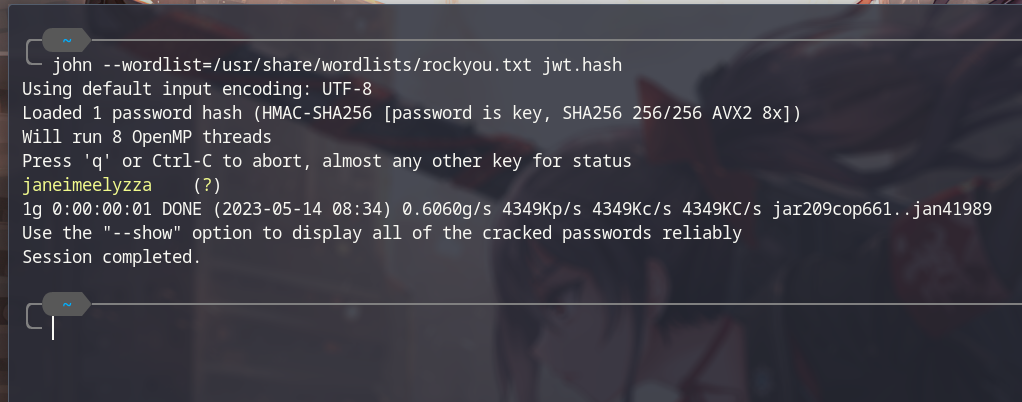 ~
john --wordlist=/usr/share/wordlists/rockyou.txt jwt.hash
Using default input encoding: UTF-8
Loaded 1 password hash (HMAC-SHA256 [password is key, SHA256 256/256 AVX2 8x])
Will run 8 OpenMP threads
Press 'q' or Ctrl-C to abort, almost any other key for status
janeimeelyzza    (?)
1g 0:00:00:01 DONE (2023-05-14 08:34) 0.6060g/s 4349Kp/s 4349Kc/s 4349KC/s jar209cop661..jan41989
Use the "--show" option to display all of the cracked passwords reliably
Session completed.
~